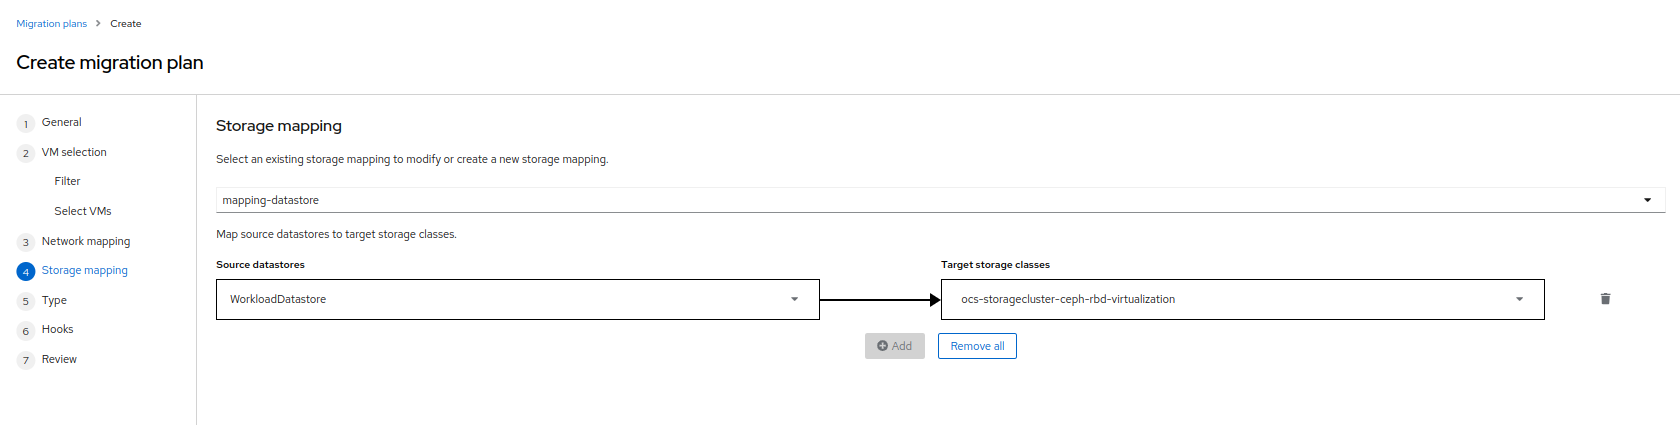 Migration plans > Create
Create migration plan
1 General
2 VM selection
Filter
Select VMs
3 Network mapping
4 Storage mapping
5 Type
6 Hooks
7 Review
Storage mapping
Select an existing storage mapping to modify or create a new storage mapping.
mapping-datastore
Map source datastores to target storage classes.
Source datastores Target storage classes
WorkloadDatastore ocs-storagecluster-ceph-rbd-virtualization
Add Remove all